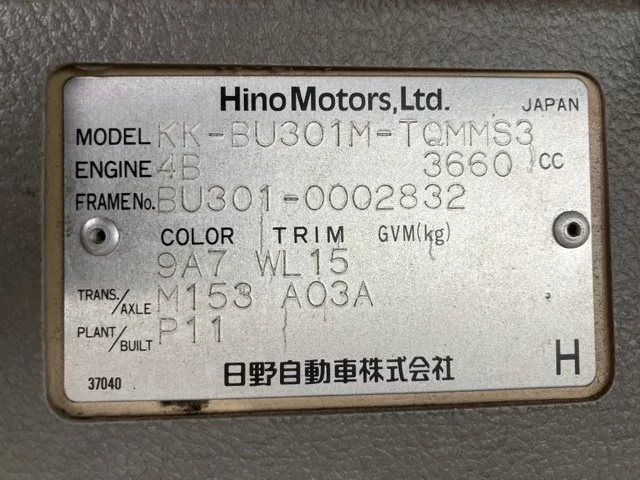 Hino Motors, Ltd. JAPAN
MODEL KK-BU301M-TQMMS3
ENGINE 4B 3660 CC
FRAME No. BU301-0002832
COLOR TRIM GVM(kg)
9A7 WL15
TRANS./AXLE M153 A03A
PLANT/BUILT P11
37040 日野自動車株式会社 H